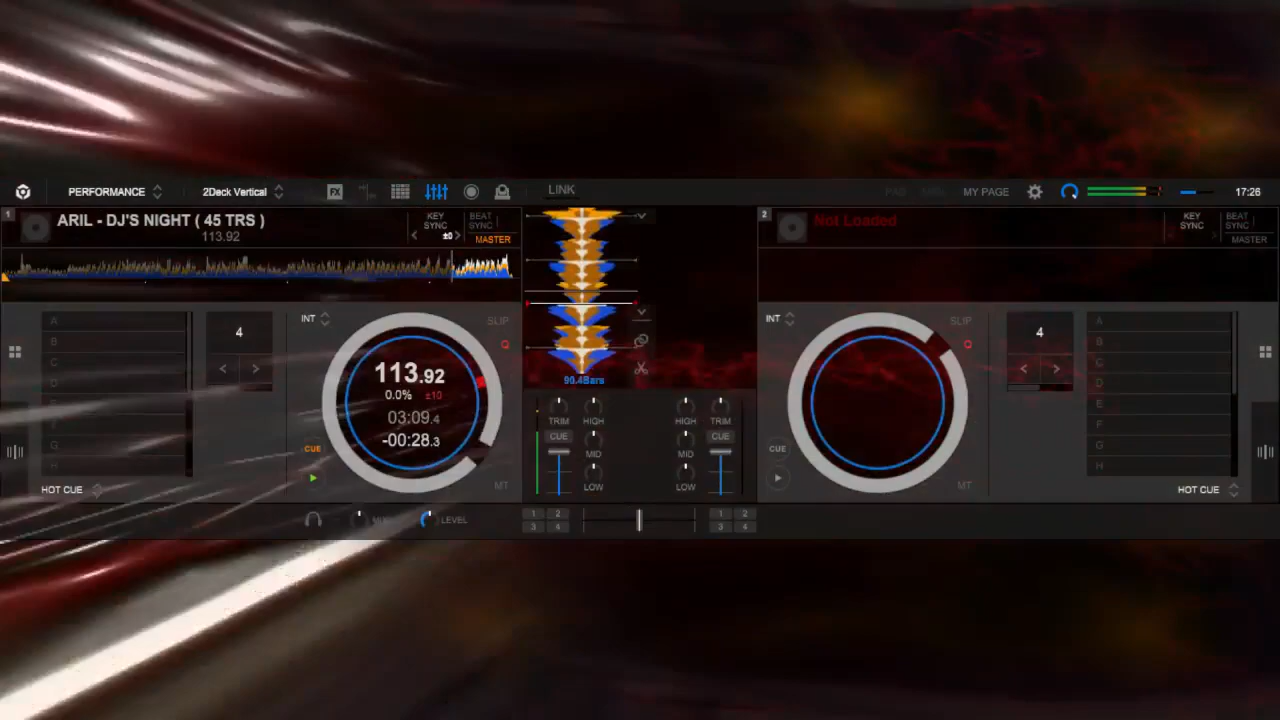 PERFORMANCE 2Deck Vertical FX LINK PAD MIDI MY PAGE 17:26
1 ARIL - DJ'S NIGHT ( 45 TRS ) KEY SYNC BEAT SYNC
113.92 ±0 MASTER
2 Not Loaded KEY SYNC BEAT SYNC
MASTER
INT SLIP
A
B
C
D
F
G
H
HOT CUE
4
Q
113.92
0.0% ±10
03:09.4
-00:28.3
CUE
MT
90.4Bars
TRIM HIGH HIGH TRIM
CUE CUE
MID MID
LOW LOW
INT SLIP
Q
CUE
MT
4
A
B
C
D
E
F
G
H
HOT CUE
MIX LEVEL
1 2 1 2
3 4 3 4